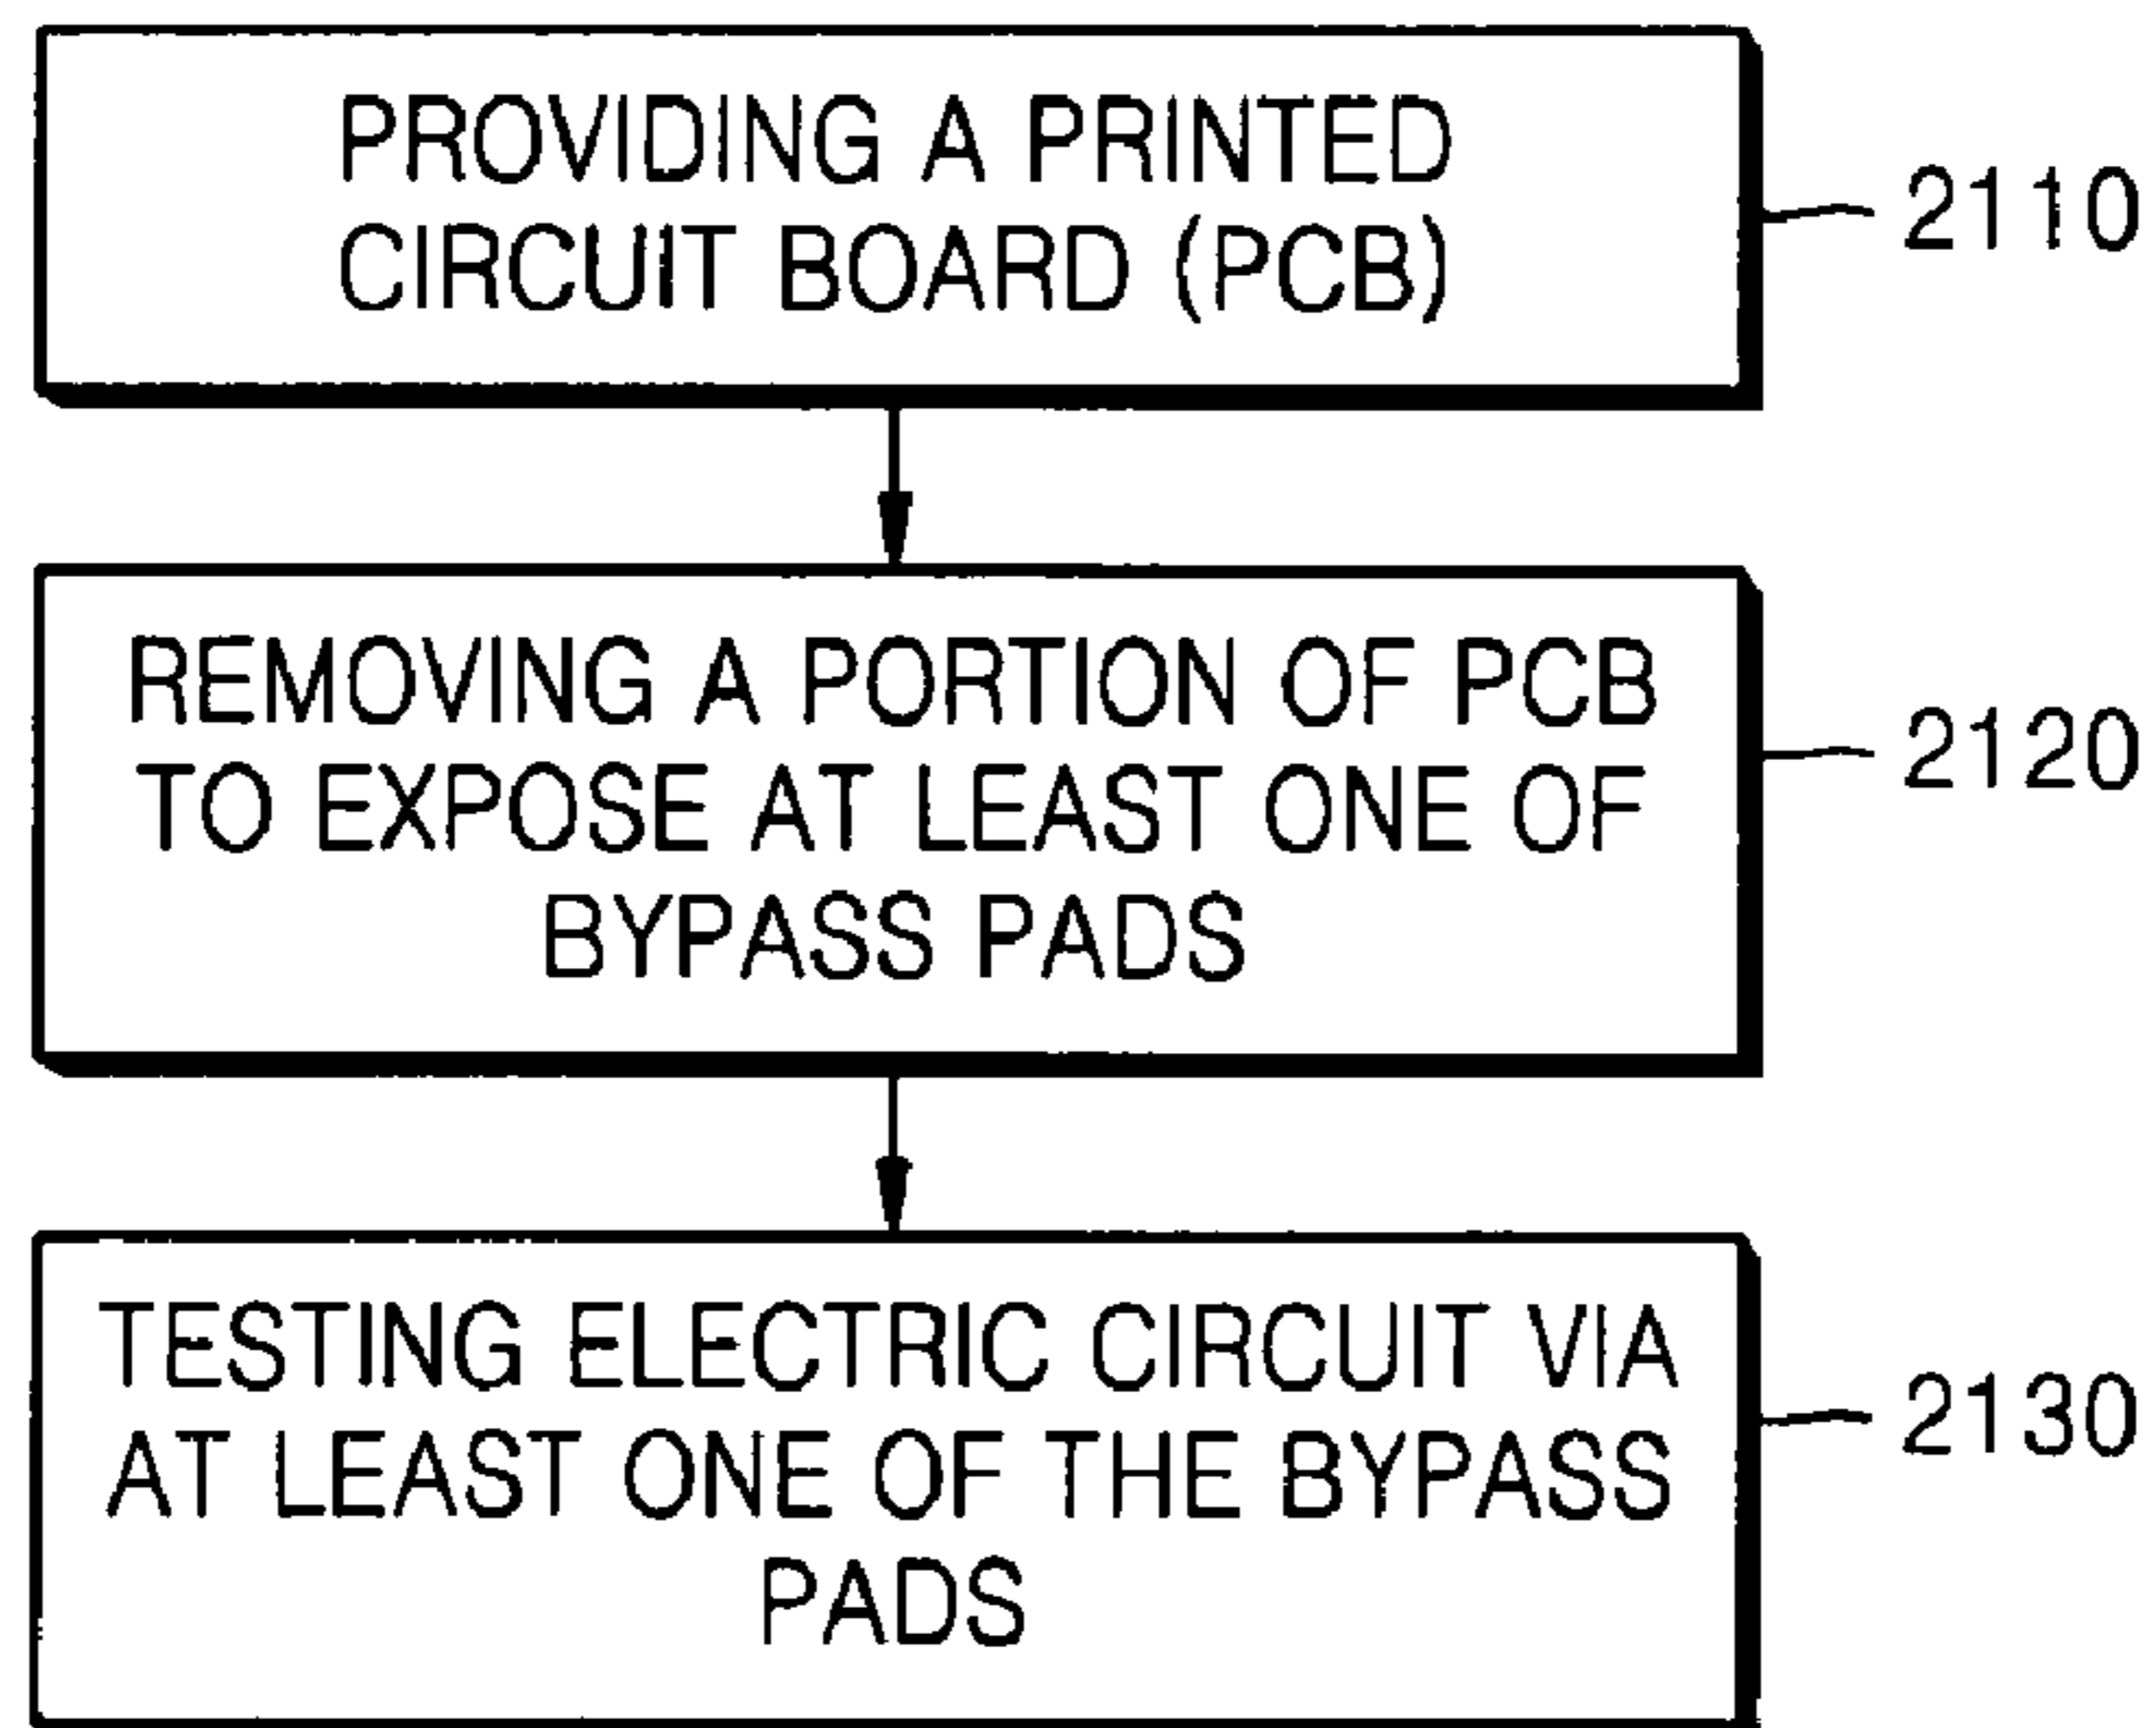 PROVIDING A PRINTED
CIRCUIT BOARD (PCB)
2110
REMOVING A PORTION OF PCB
TO EXPOSE AT LEAST ONE OF
BYPASS PADS
2120
TESTING ELECTRIC CIRCUIT VIA
AT LEAST ONE OF THE BYPASS
PADS
2130